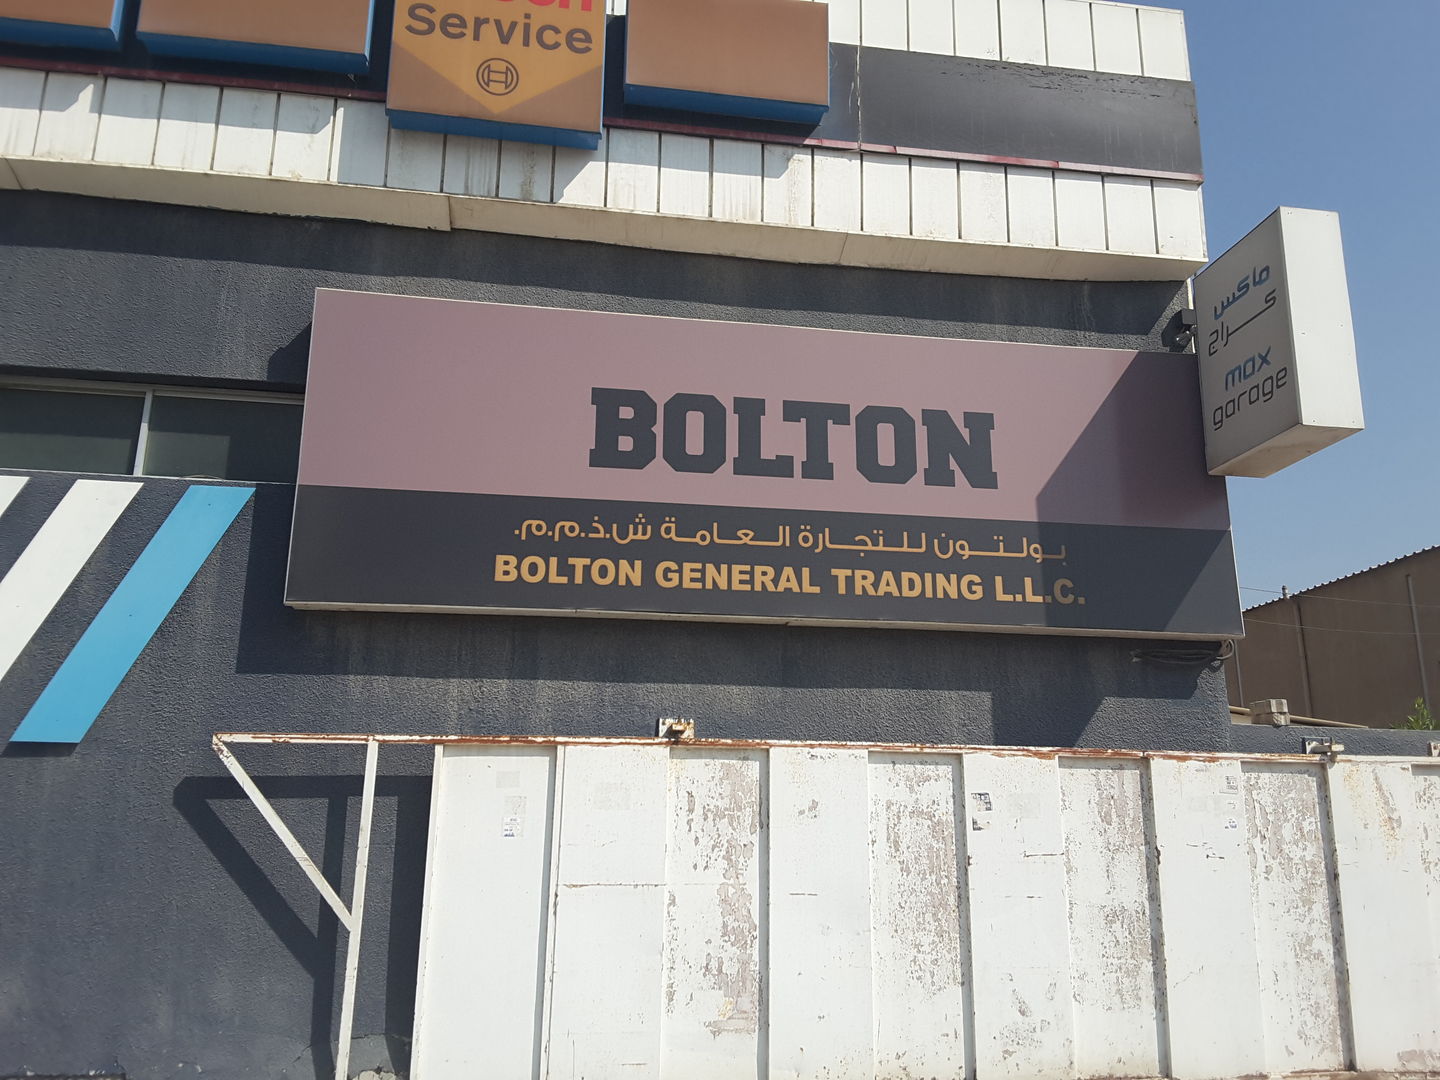 Service
ماكس
كراج
max
garage
BOLTON
بولتون للتجارة العامة ش.ذ.م.م.
BOLTON GENERAL TRADING L.L.C.